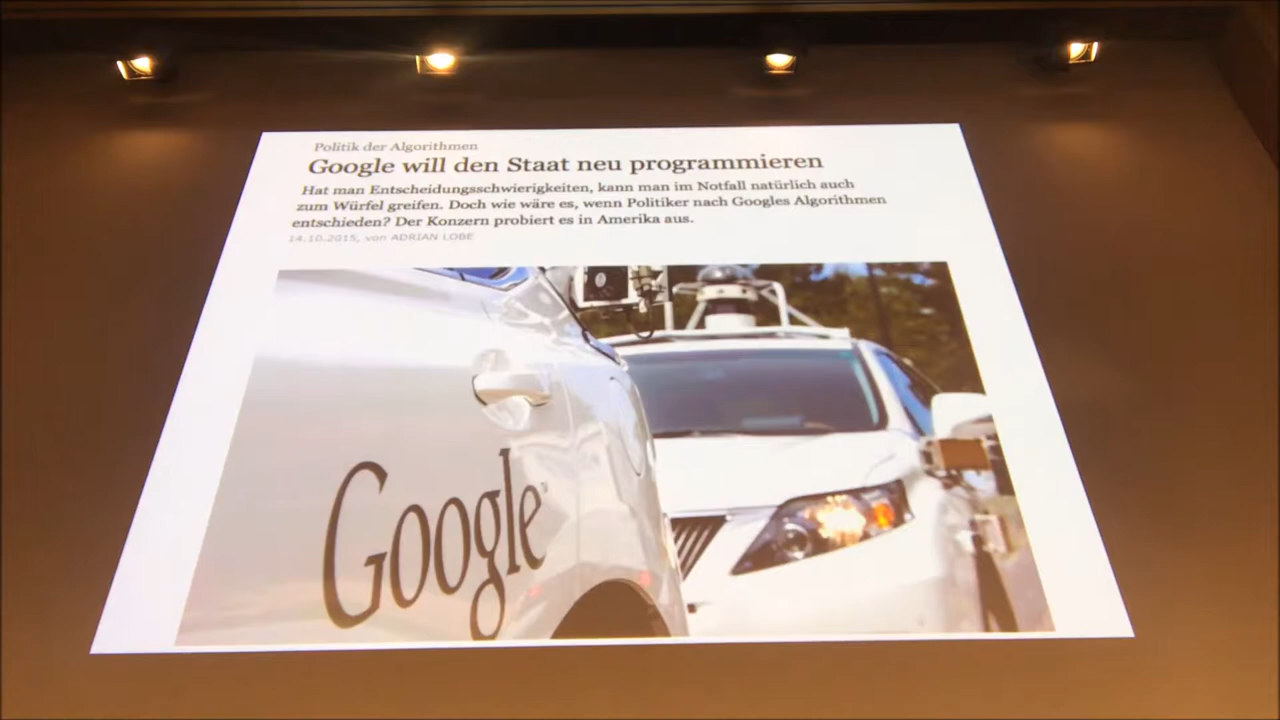 Politik der Algorithmen
Google will den Staat neu programmieren
Hat man Entscheidungsschwierigkeiten, kann man im Notfall natürlich auch
zum Würfel greifen. Doch wie wäre es, wenn Politiker nach Googles Algorithmen
entschieden? Der Konzern probiert es in Amerika aus.
14.10.2015, von ADRIAN LOBE
Google™